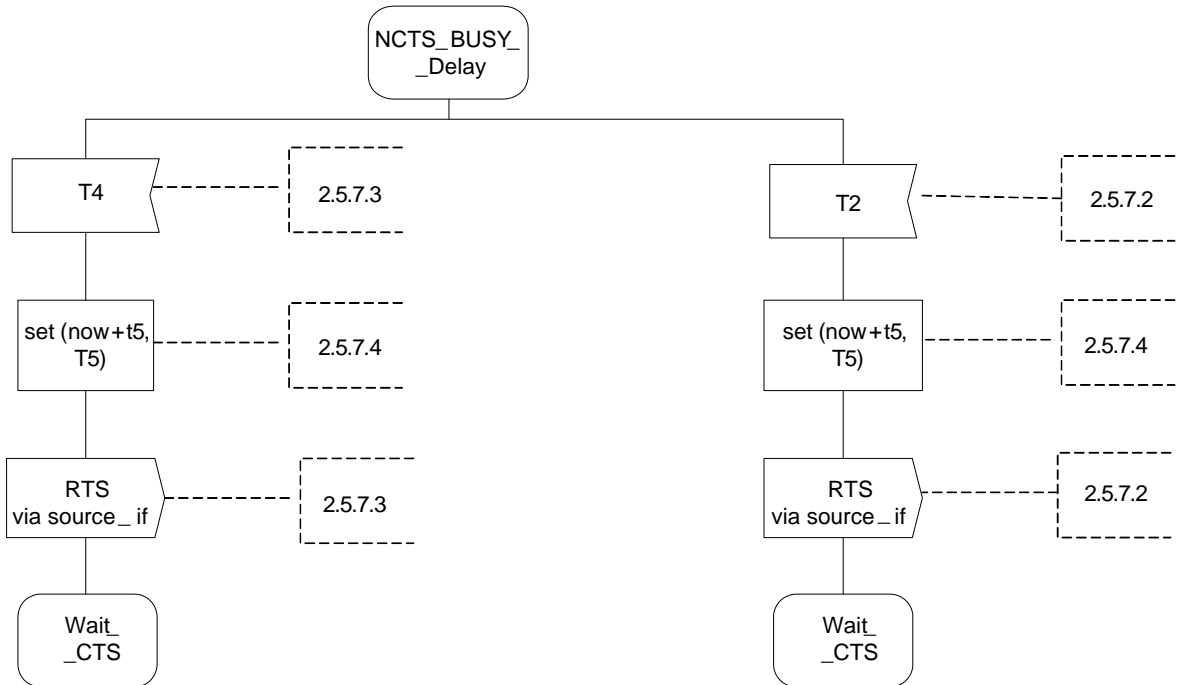 NCTS_BUSY_
_Delay
T4
2.5.7.3
T2
2.5.7.2
set (now+t5,
T5)
2.5.7.4
set (now+t5,
T5)
2.5.7.4
RTS
via source_ if
2.5.7.3
RTS
via source_if
2.5.7.2
Wait_
_CTS
Wait_
_CTS